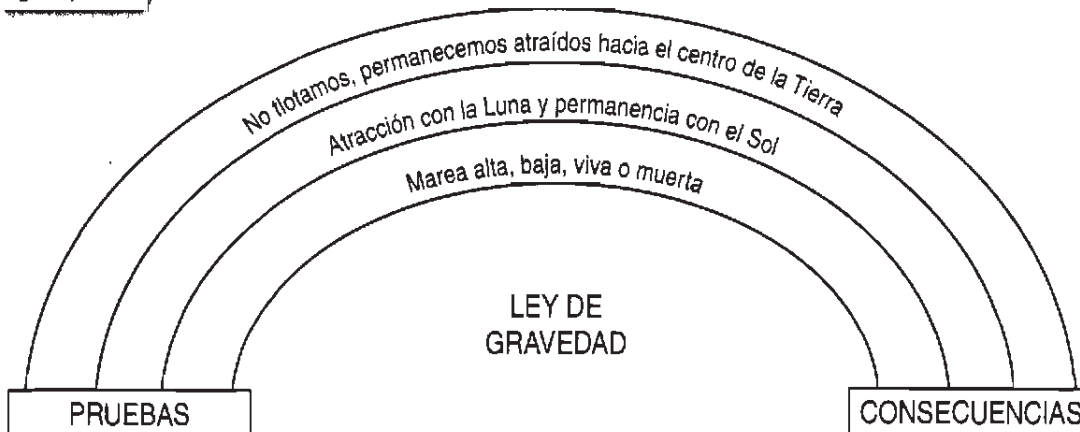 No flotamos, permanecemos atraídos hacia el centro de la Tierra
Atracción con la Luna y permanencia con el Sol
Marea alta, baja, viva o muerta
LEY DE
GRAVEDAD
PRUEBAS
CONSECUENCIAS